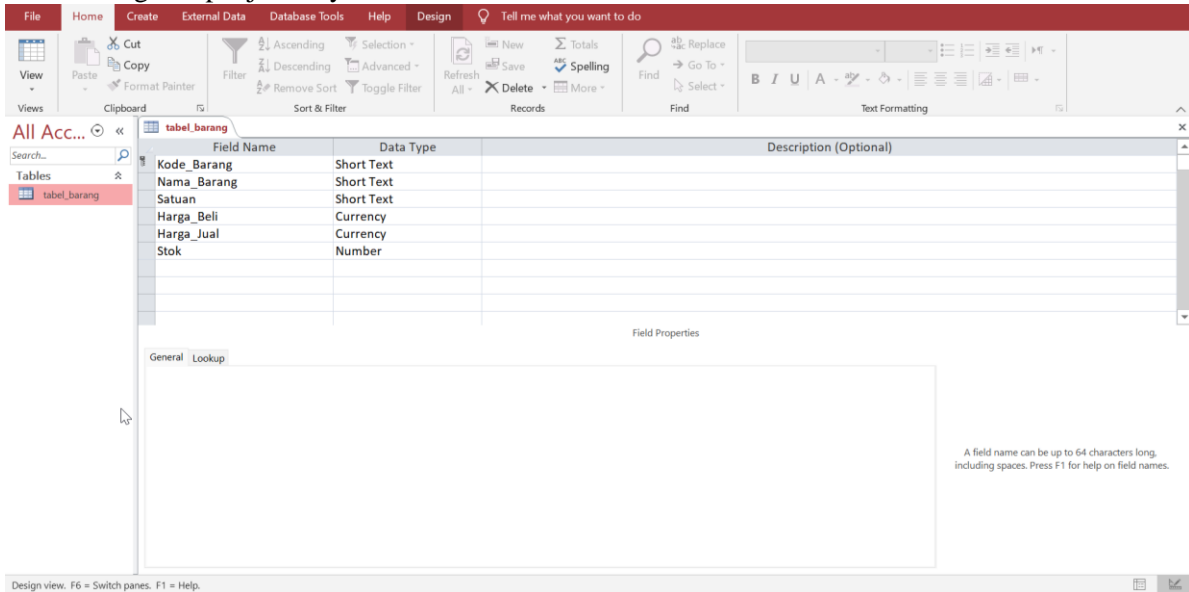 File Home Create External Data Database Tools Help Design Tell me what you want to do
View
Views
Paste
Cut
Copy
Format Painter
Clipboard
Filter
Ascending
Descending
Remove Sort
Selection
Advanced
Toggle Filter
Sort & Filter
Refresh
All
New
Save
Delete
Totals
Spelling
More
Records
Find
Replace
Go To
Select
Find
B I U A
Text Formatting
All Acc...
Search...
Tables
tabel_barang
tabel_barang
Field Name Data Type Description (Optional)
Kode_Barang Short Text
Nama_Barang Short Text
Satuan Short Text
Harga_Beli Currency
Harga_Jual Currency
Stok Number
Field Properties
General Lookup
A field name can be up to 64 characters long,
including spaces. Press F1 for help on field names.
Design view. F6 = Switch panes. F1 = Help.